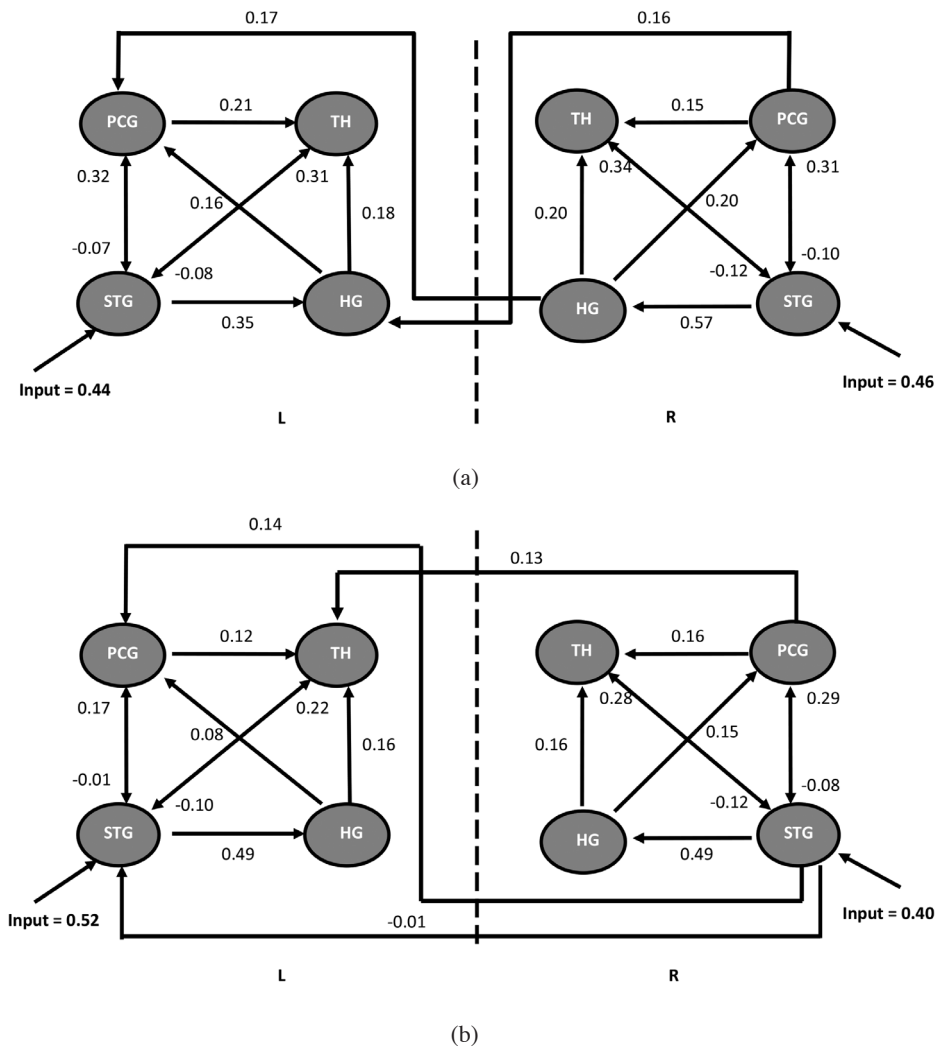 0.17
0.16
PCG
0.21
TH
TH
0.15
PCG
0.32
0.31
0.34
0.31
0.16
0.18
0.20
0.20
-0.07
-0.08
-0.12
-0.10
STG
0.35
HG
HG
0.57
STG
Input = 0.44
Input = 0.46
L
R
(a)
0.14
0.13
PCG
0.12
TH
TH
0.16
PCG
0.17
0.22
0.28
0.29
0.08
0.16
0.16
0.15
-0.01
-0.10
-0.12
-0.08
STG
0.49
HG
HG
0.49
STG
Input = 0.52
-0.01
Input = 0.40
L
R
(b)